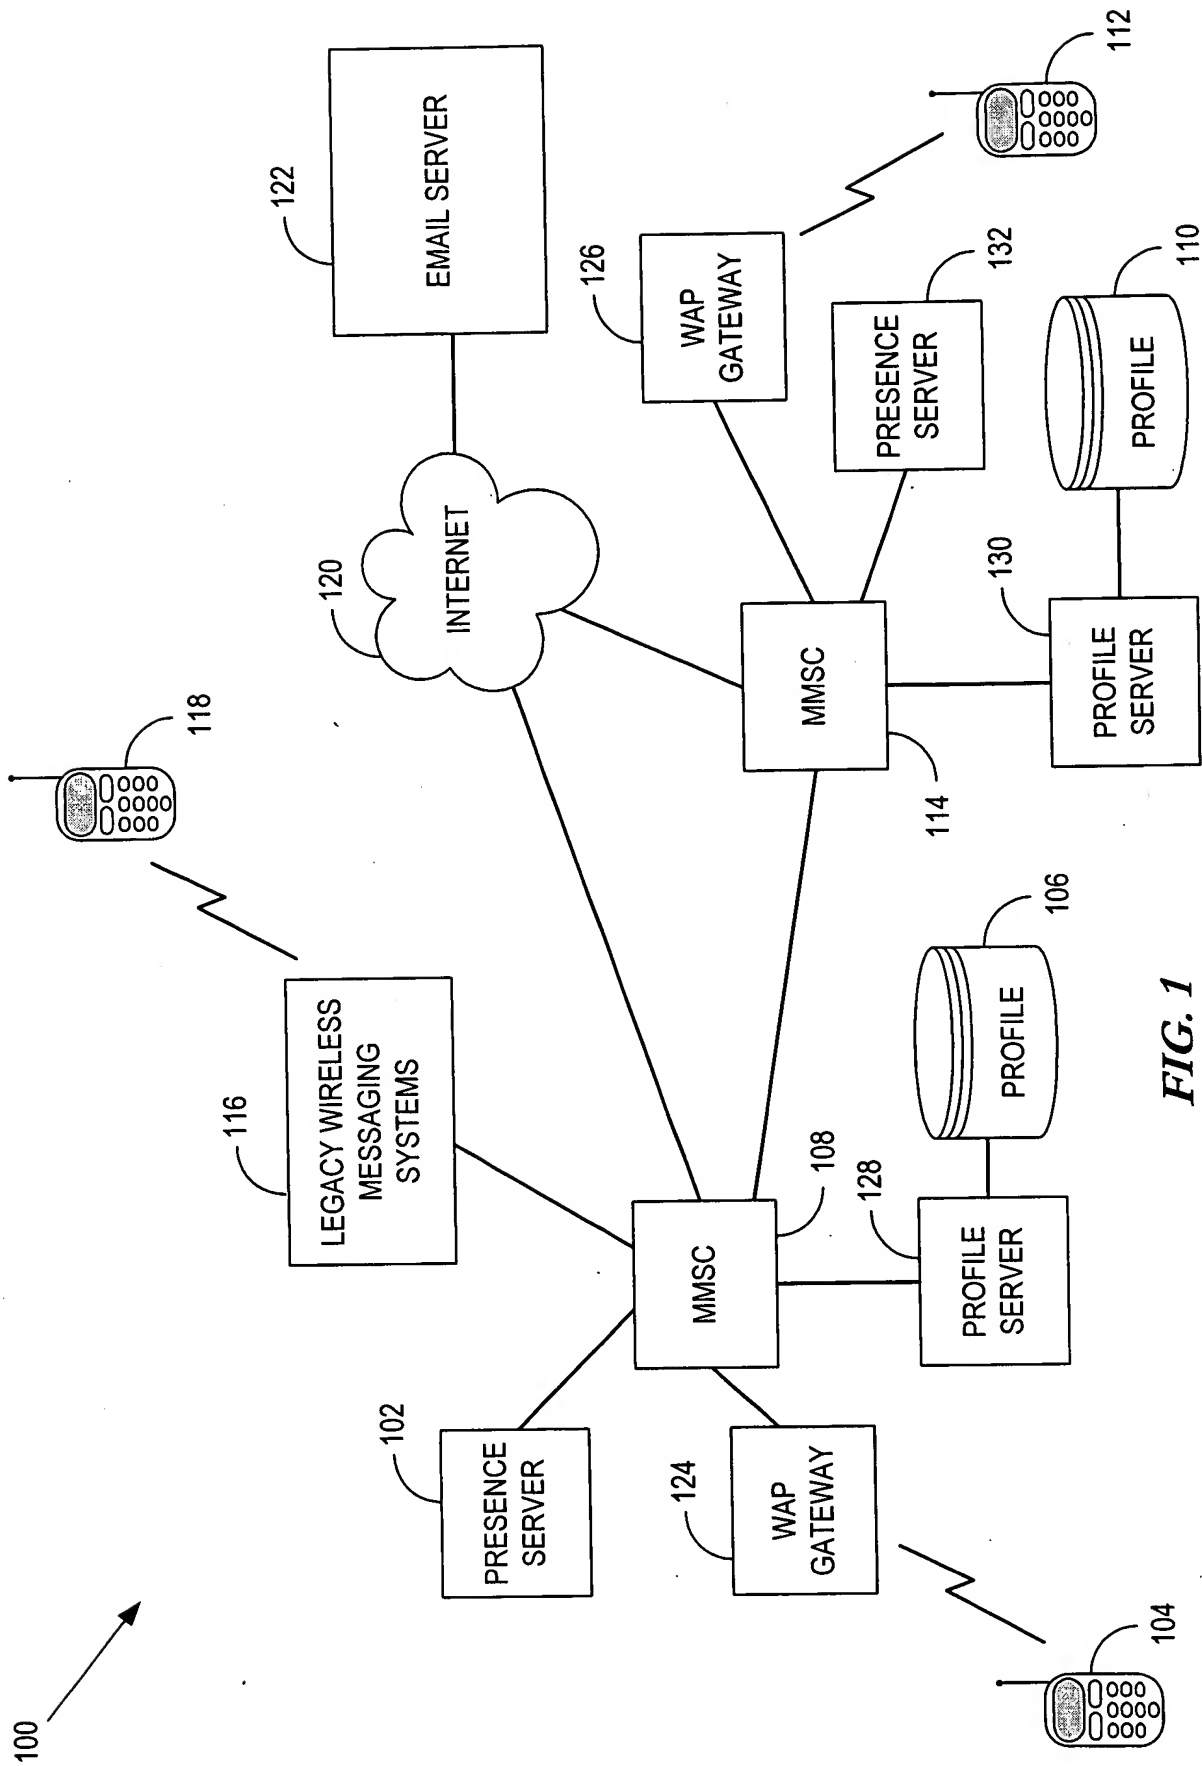 100
118
116
LEGACY WIRELESS
MESSAGING
SYSTEMS
120
INTERNET
122
EMAIL SERVER
102
PRESENCE
SERVER
124
WAP
GATEWAY
104
MMSC
108
128
PROFILE
SERVER
PROFILE
106
MMSC
114
126
WAP
GATEWAY
112
PRESENCE
SERVER
132
130
PROFILE
SERVER
PROFILE
110
FIG. 1